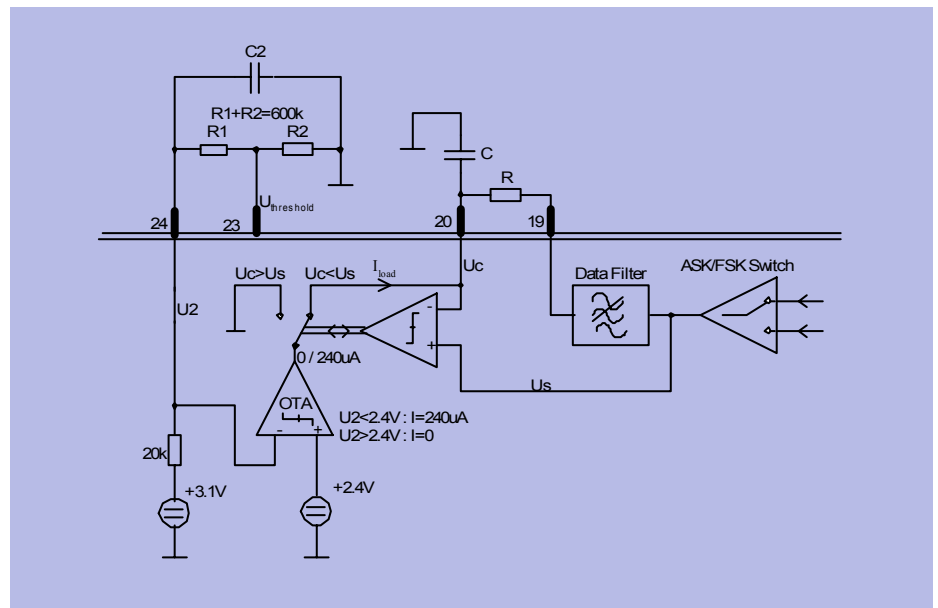 C2
R1+R2=600k
R1
R2
C
R
Uthreshold
24
23
20
19
Uc>Us
Uc<Us
Iload
Uc
Data Filter
ASK/FSK Switch
U2
-
+
0 / 240uA
Us
OTA
U2<2.4V : I=240uA
U2>2.4V : I=0
-
+
20k
+3.1V
+2.4V